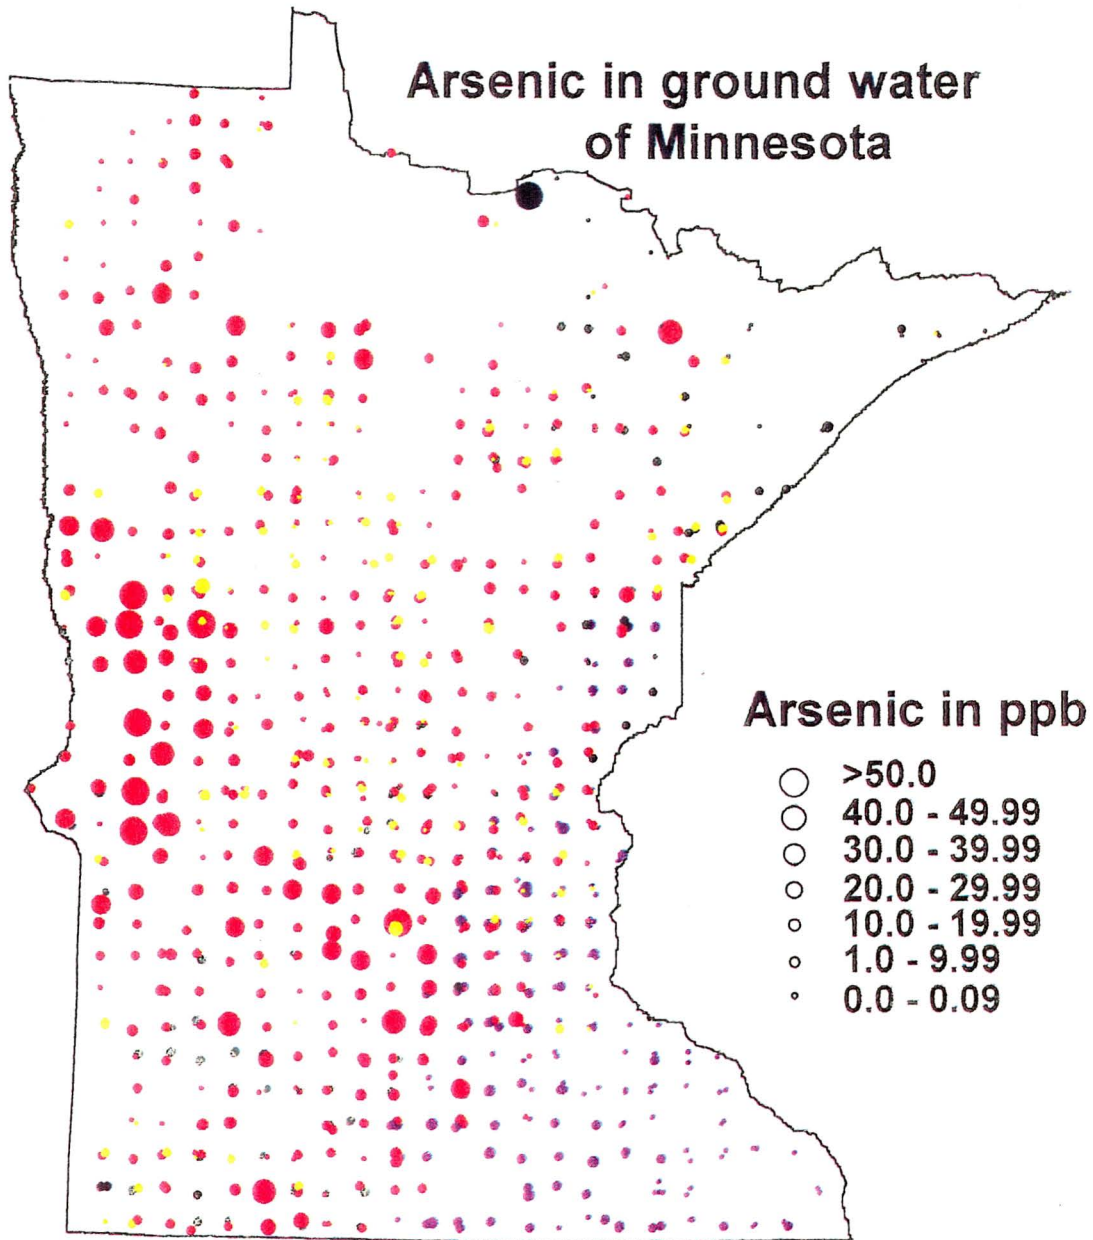 Arsenic in ground water
of Minnesota
Arsenic in ppb
>50.0
40.0 - 49.99
30.0 - 39.99
20.0 - 29.99
10.0 - 19.99
1.0 - 9.99
0.0 - 0.09